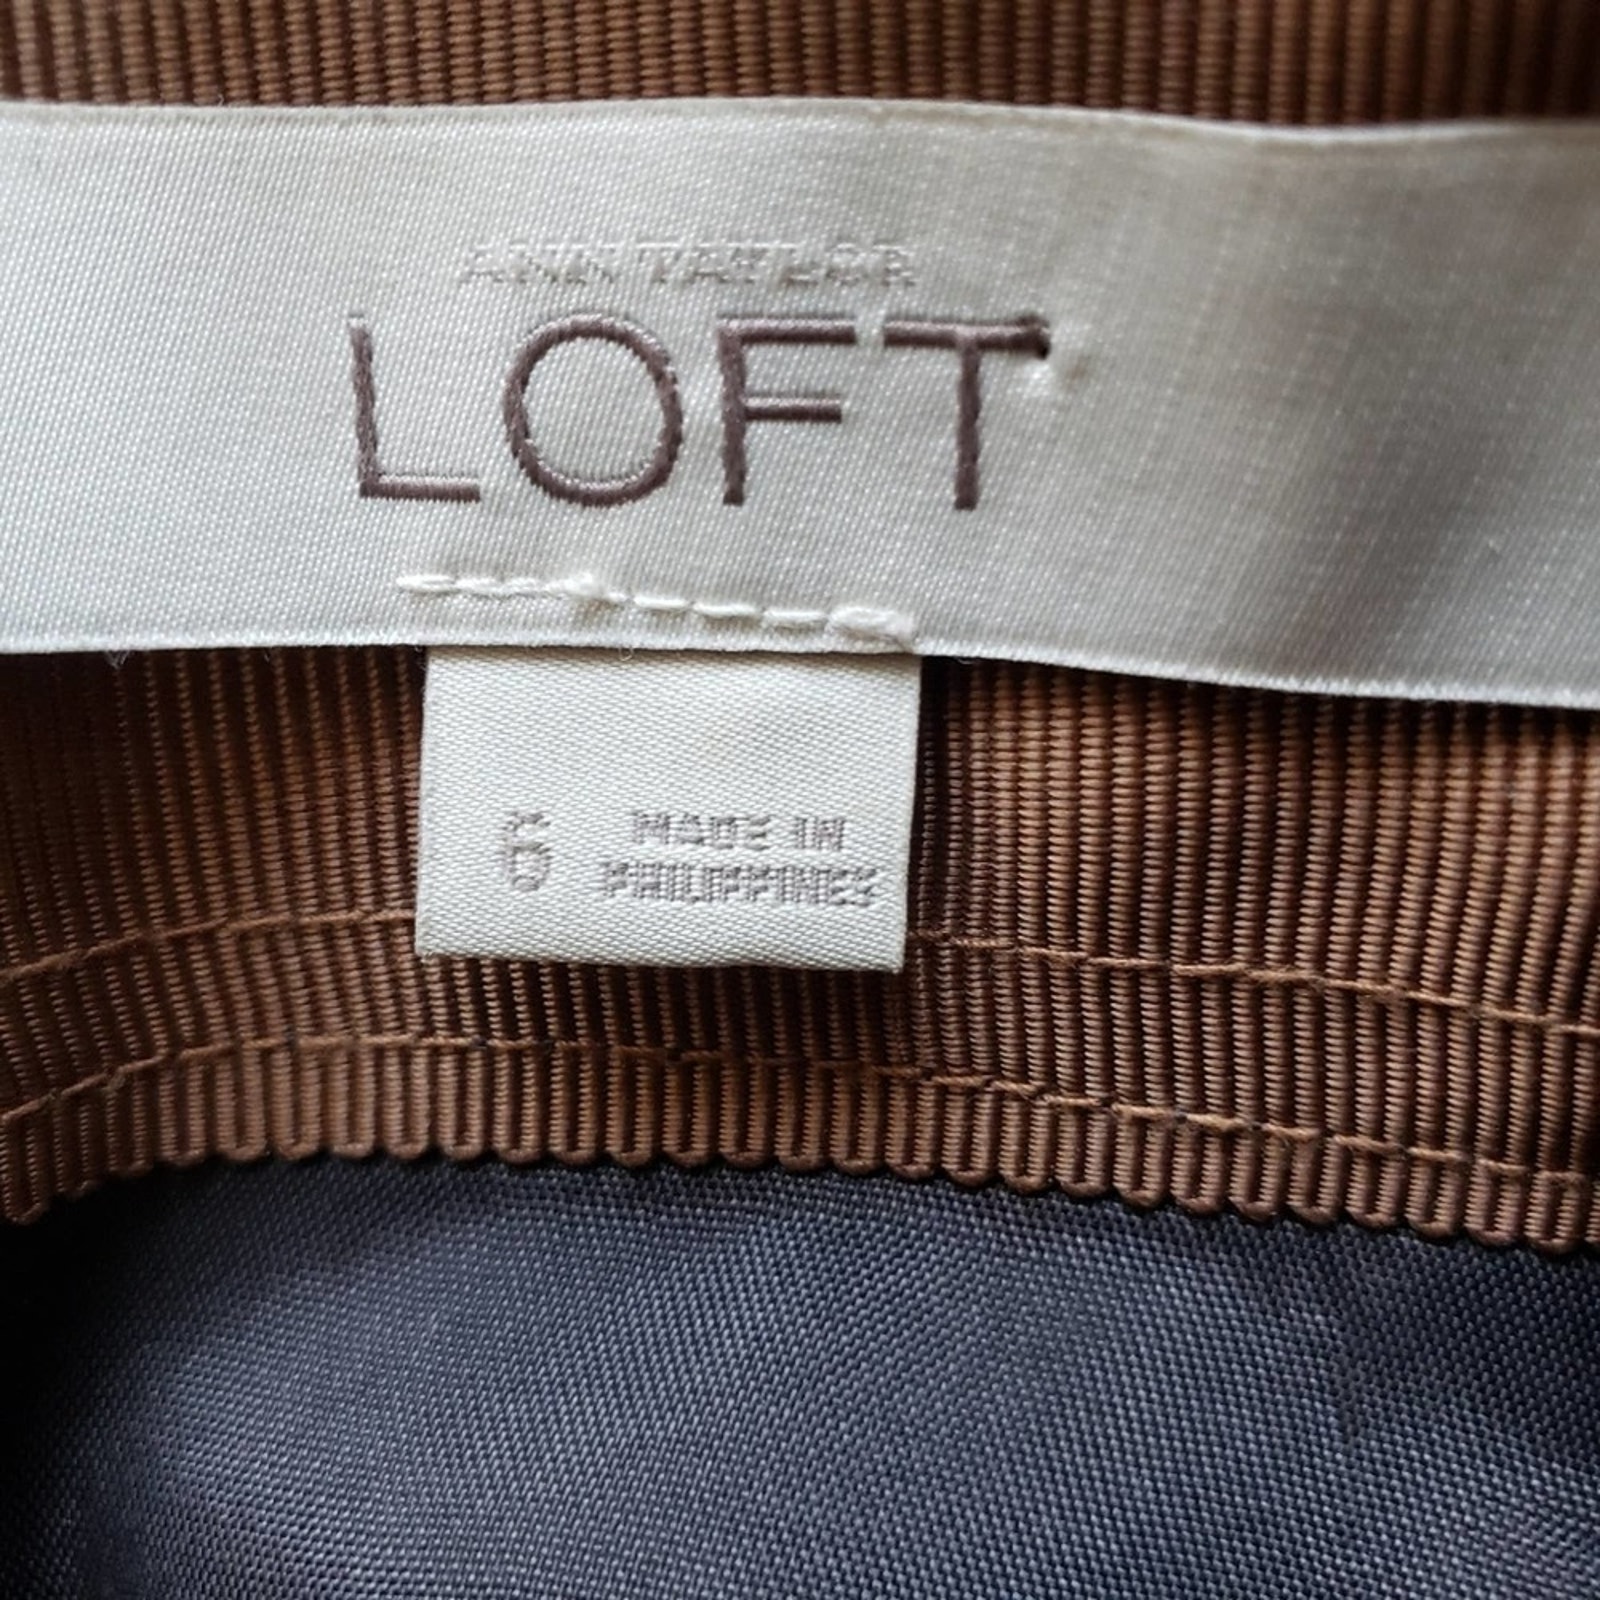 ANN TAYLOR
LOFT
6 MADE IN
PHILIPPINES